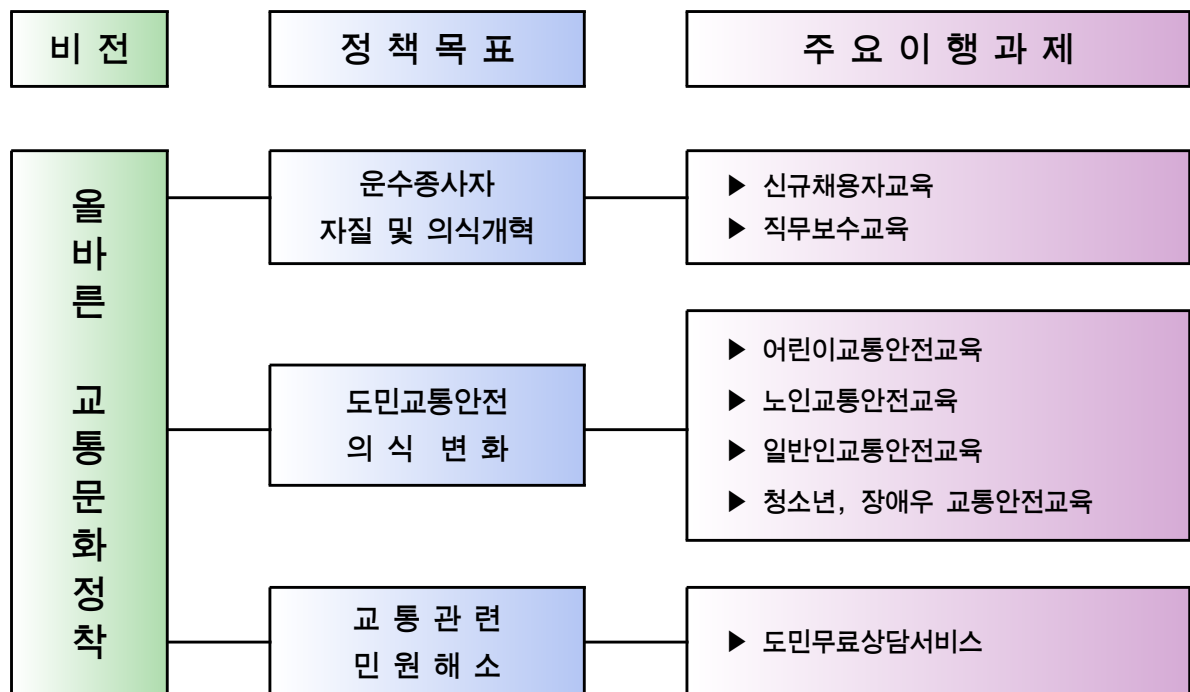 비 전
정 책 목 표
주 요 이 행 과 제
올바른 교통문화정착
운수종사자
자질 및 의식개혁
▶ 신규채용자교육
▶ 직무보수교육
도민교통안전
의 식 변 화
▶ 어린이교통안전교육
▶ 노인교통안전교육
▶ 일반인교통안전교육
▶ 청소년, 장애우 교통안전교육
교 통 관 련
민 원 해 소
▶ 도민무료상담서비스